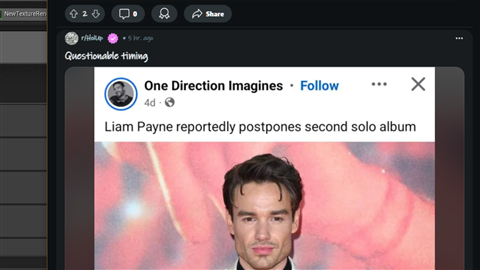 NewTextureRen
2
0
Share
r/HolUp • 5 hr. ago
Questionable timing
One Direction Imagines • Follow
4d •
Liam Payne reportedly postpones second solo album